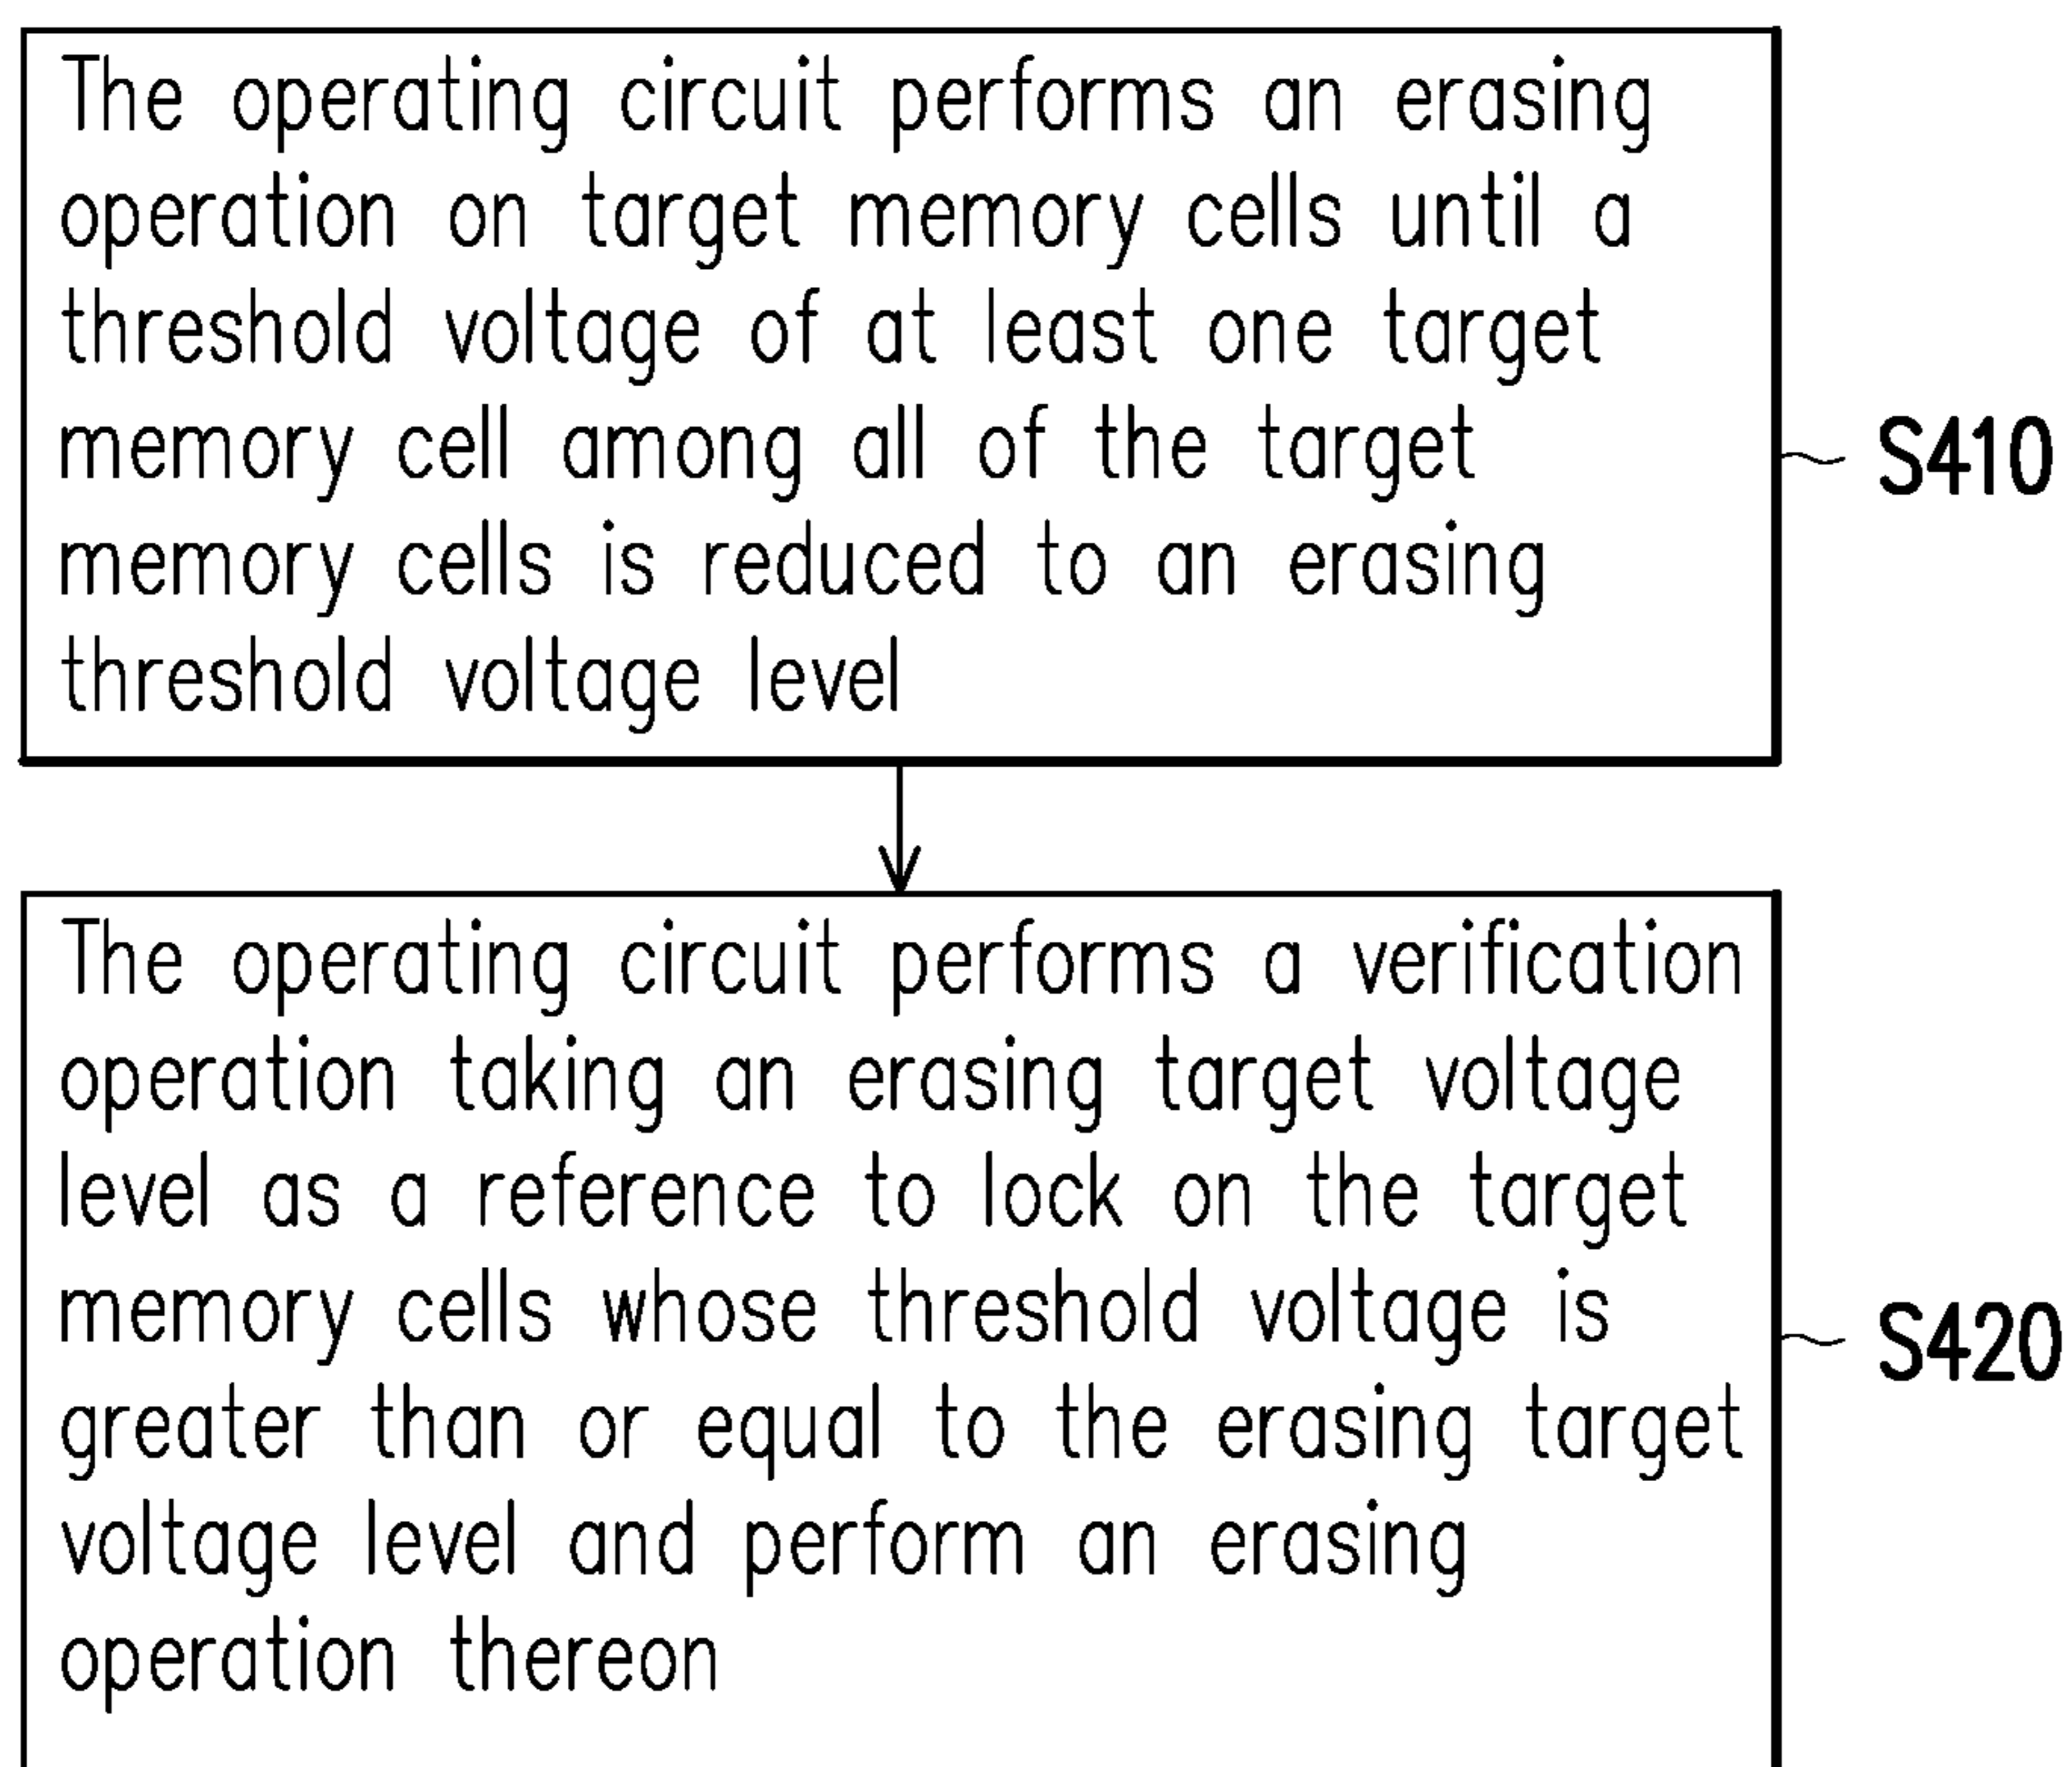 The operating circuit performs an erasing
operation on target memory cells until a
threshold voltage of at least one target
memory cell among all of the target
memory cells is reduced to an erasing
threshold voltage level
S410
The operating circuit performs a verification
operation taking an erasing target voltage
level as a reference to lock on the target
memory cells whose threshold voltage is
greater than or equal to the erasing target
voltage level and perform an erasing
operation thereon
S420